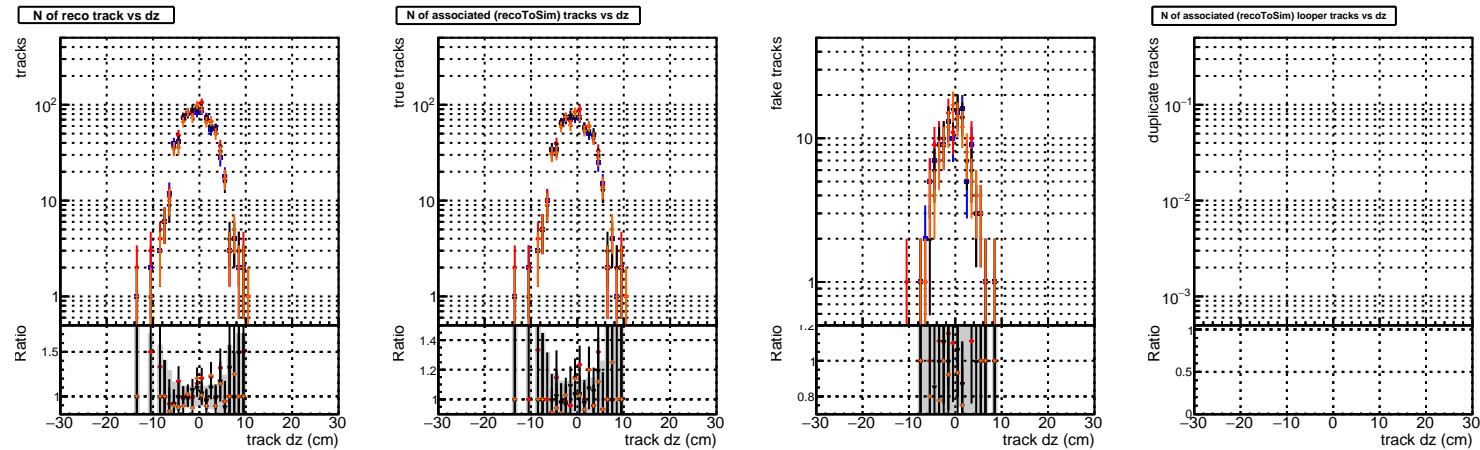 N of reco track vs dz
tracks
10²
10
1
Ratio
1.5
1
−30 −20 −10 0 10 20 30
track dz (cm)
N of associated (recoToSim) tracks vs dz
true tracks
10²
10
1
Ratio
1.4
1.2
1
−30 −20 −10 0 10 20 30
track dz (cm)
fake tracks
10
1
Ratio
1.2
1
0.8
−30 −20 −10 0 10 20 30
track dz (cm)
N of associated (recoToSim) looper tracks vs dz
duplicate tracks
10⁻¹
10⁻²
10⁻³
Ratio
1
0.5
0
−30 −20 −10 0 10 20 30
track dz (cm)